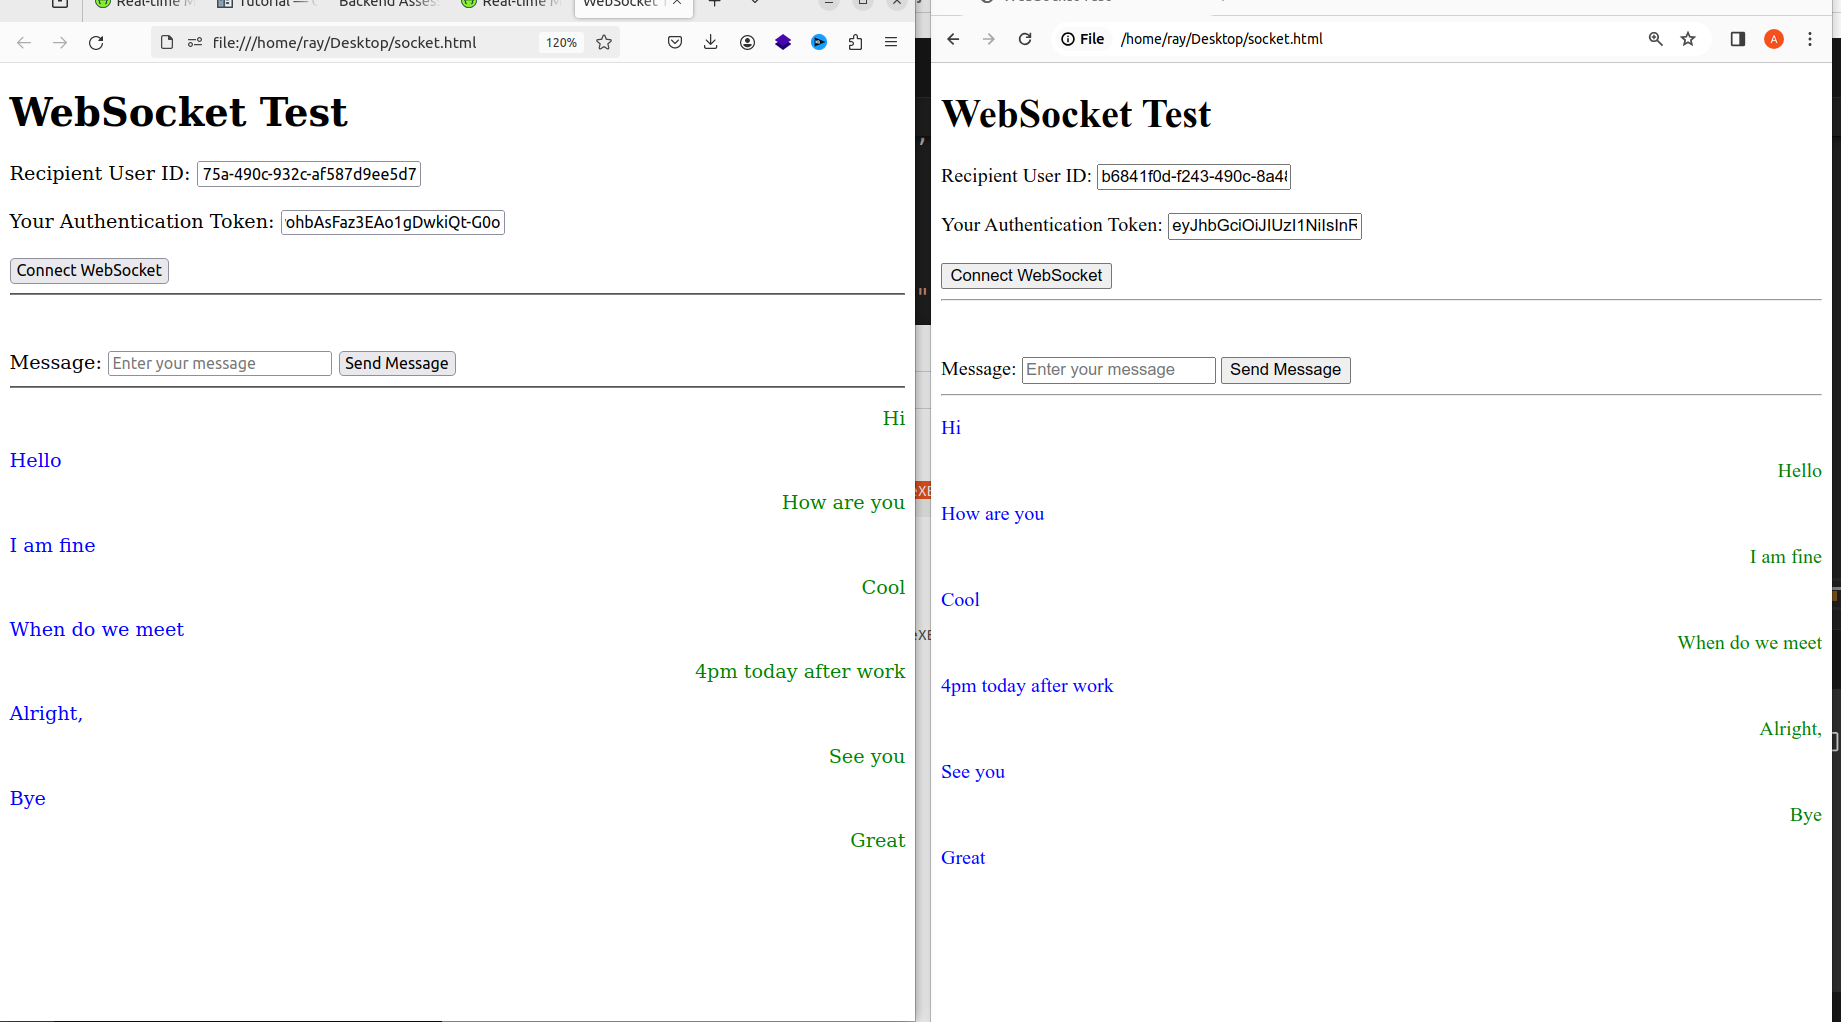 Real-time M
Tutorial —
Backend Asses
Real-time M
WebSocket T
file:///home/ray/Desktop/socket.html
120%
WebSocket Test
Recipient User ID: 75a-490c-932c-af587d9ee5d7
Your Authentication Token: ohbAsFaz3EAo1gDwkiQt-G0o
Connect WebSocket
Message: Enter your message Send Message
Hi
Hello
How are you
I am fine
Cool
When do we meet
4pm today after work
Alright,
See you
Bye
Great
File /home/ray/Desktop/socket.html
A
WebSocket Test
Recipient User ID: b6841f0d-f243-490c-8a48
Your Authentication Token: eyJhbGciOiJIUzI1NiIsInR
Connect WebSocket
Message: Enter your message Send Message
Hi
Hello
How are you
I am fine
Cool
When do we meet
4pm today after work
Alright,
See you
Bye
Great